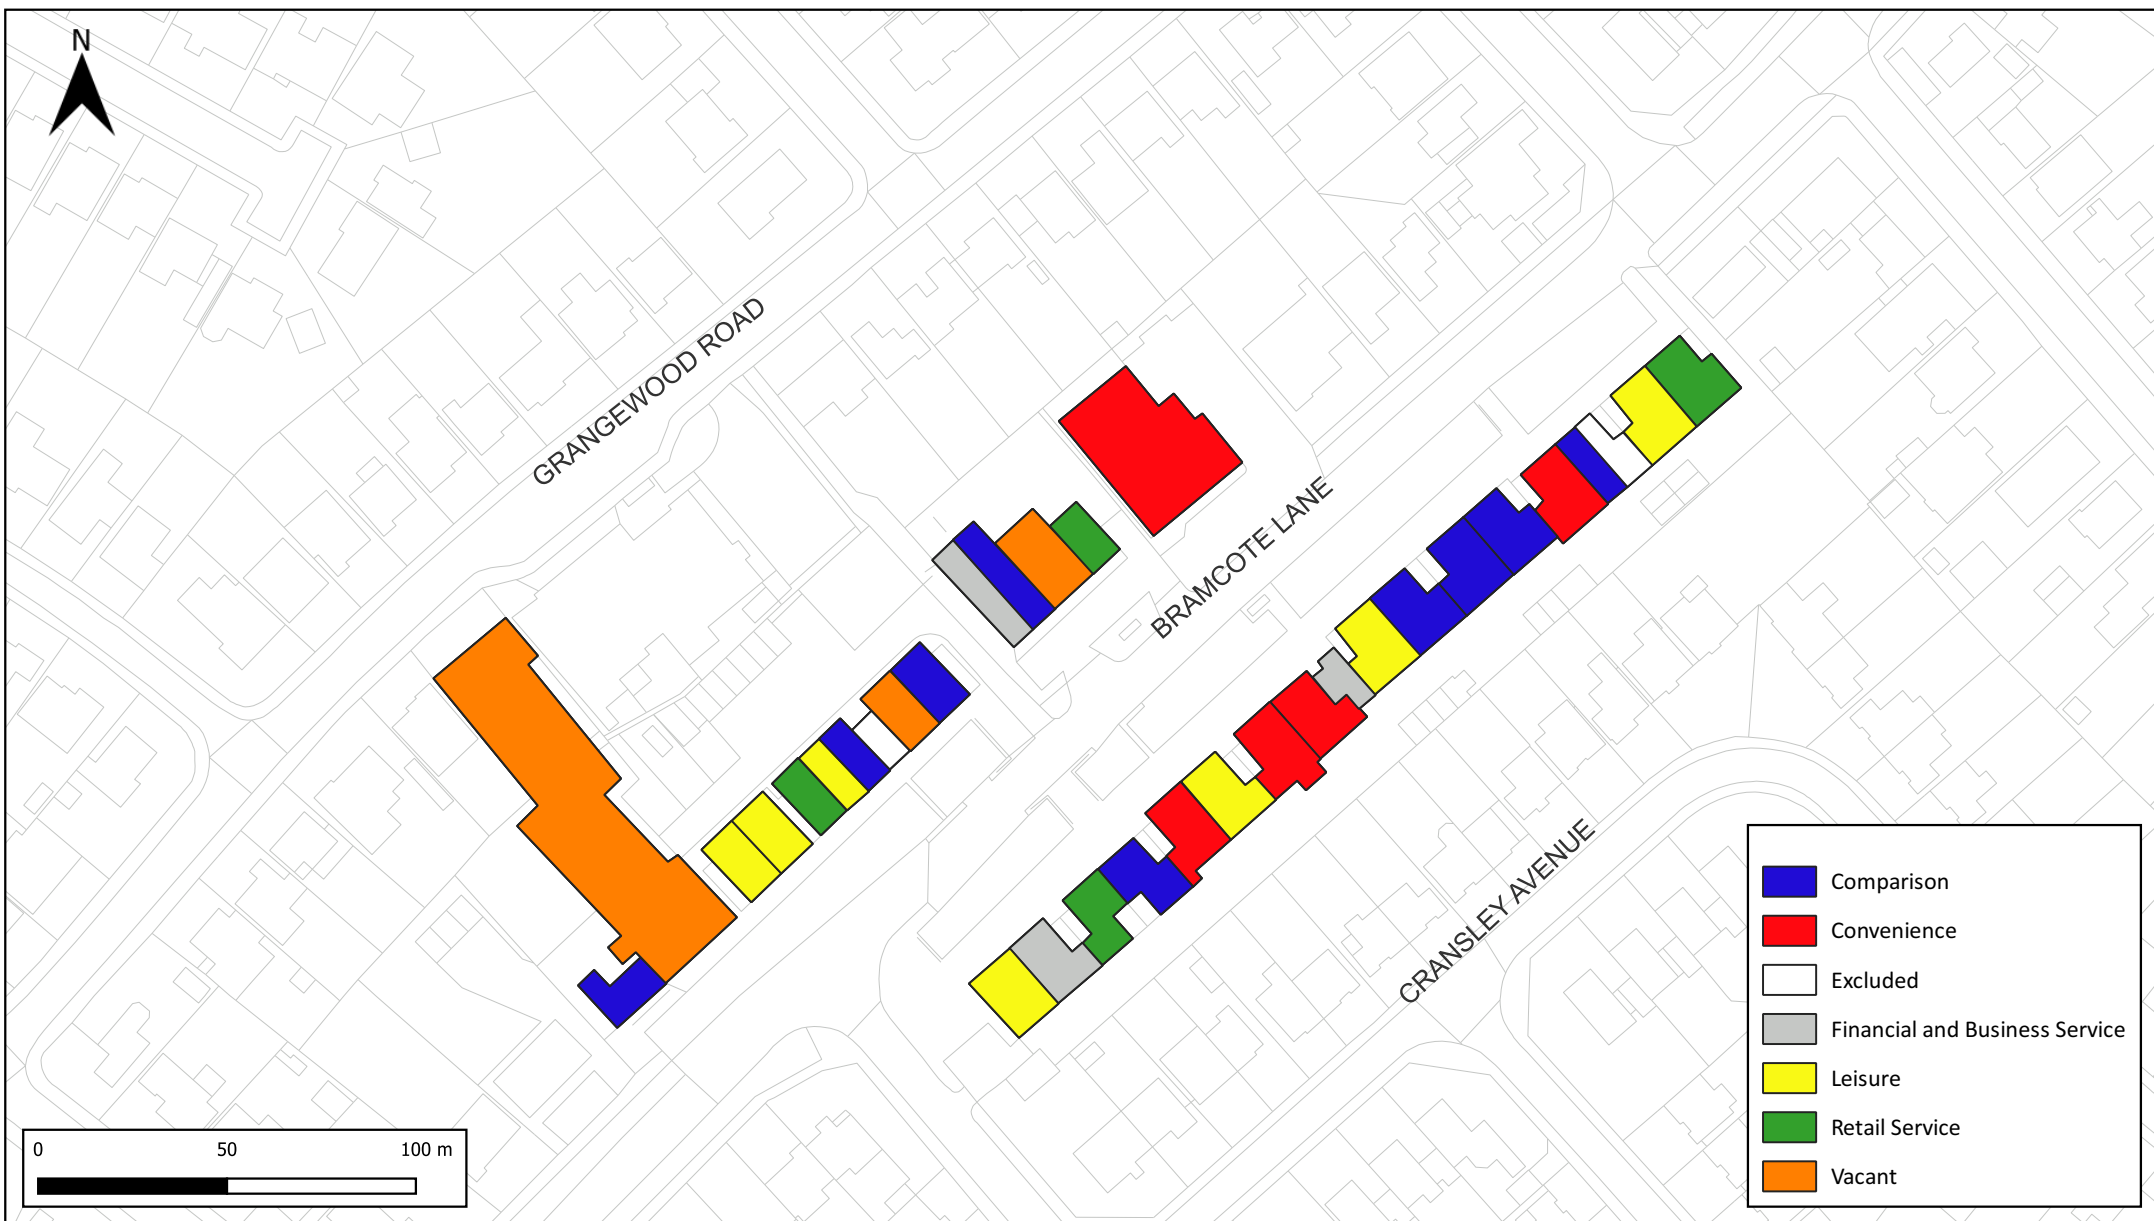 N
GRANGEWOOD ROAD
BRAMCOTE LANE
CRANSLEY AVENUE
Comparison
Convenience
Excluded
Financial and Business Service
Leisure
Retail Service
Vacant
0 50 100 m